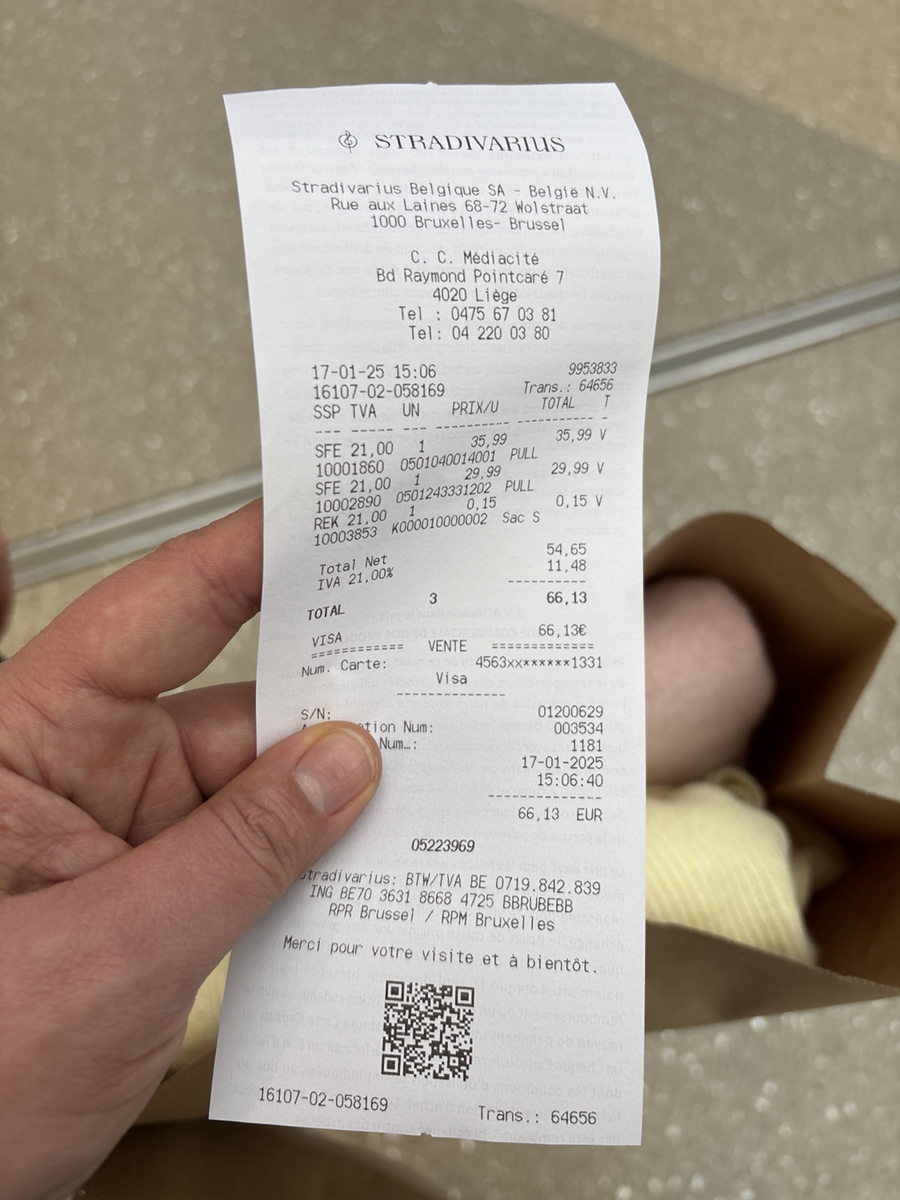 STRADIVARIUS
Stradivarius Belgique SA - België N.V.
Rue aux Laines 68-72 Wolstraat
1000 Bruxelles- Brussel
C. C. Médiacité
Bd Raymond Pointcaré 7
4020 Liège
Tel : 0475 67 03 81
Tel: 04 220 03 80
17-01-25 15:06 9953833
16107-02-058169 Trans.: 64656
SSP TVA UN PRIX/U TOTAL T
--- ----- --- ---------- ----------- -
SFE 21,00 1 35,99 35,99 V
10001860 0501040014001 PULL
SFE 21,00 1 29,99 29,99 V
10002890 0501243331202 PULL
REK 21,00 1 0,15 0,15 V
10003853 K000010000002 Sac S
Total Net 54,65
IVA 21,00% 11,48
----------
TOTAL 3 66,13
VISA 66,13€
============ VENTE =============
Num. Carte: 4563xx******1331
Visa
--------------
S/N: 01200629
tion Num: 003534
Num…: 1181
17-01-2025
15:06:40
---------------
66,13 EUR
05223969
tradivarius: BTW/TVA BE 0719.842.839
ING BE70 3631 8668 4725 BBRUBEBB
RPR Brussel / RPM Bruxelles
Merci pour votre visite et à bientôt.
16107-02-058169 Trans.: 64656